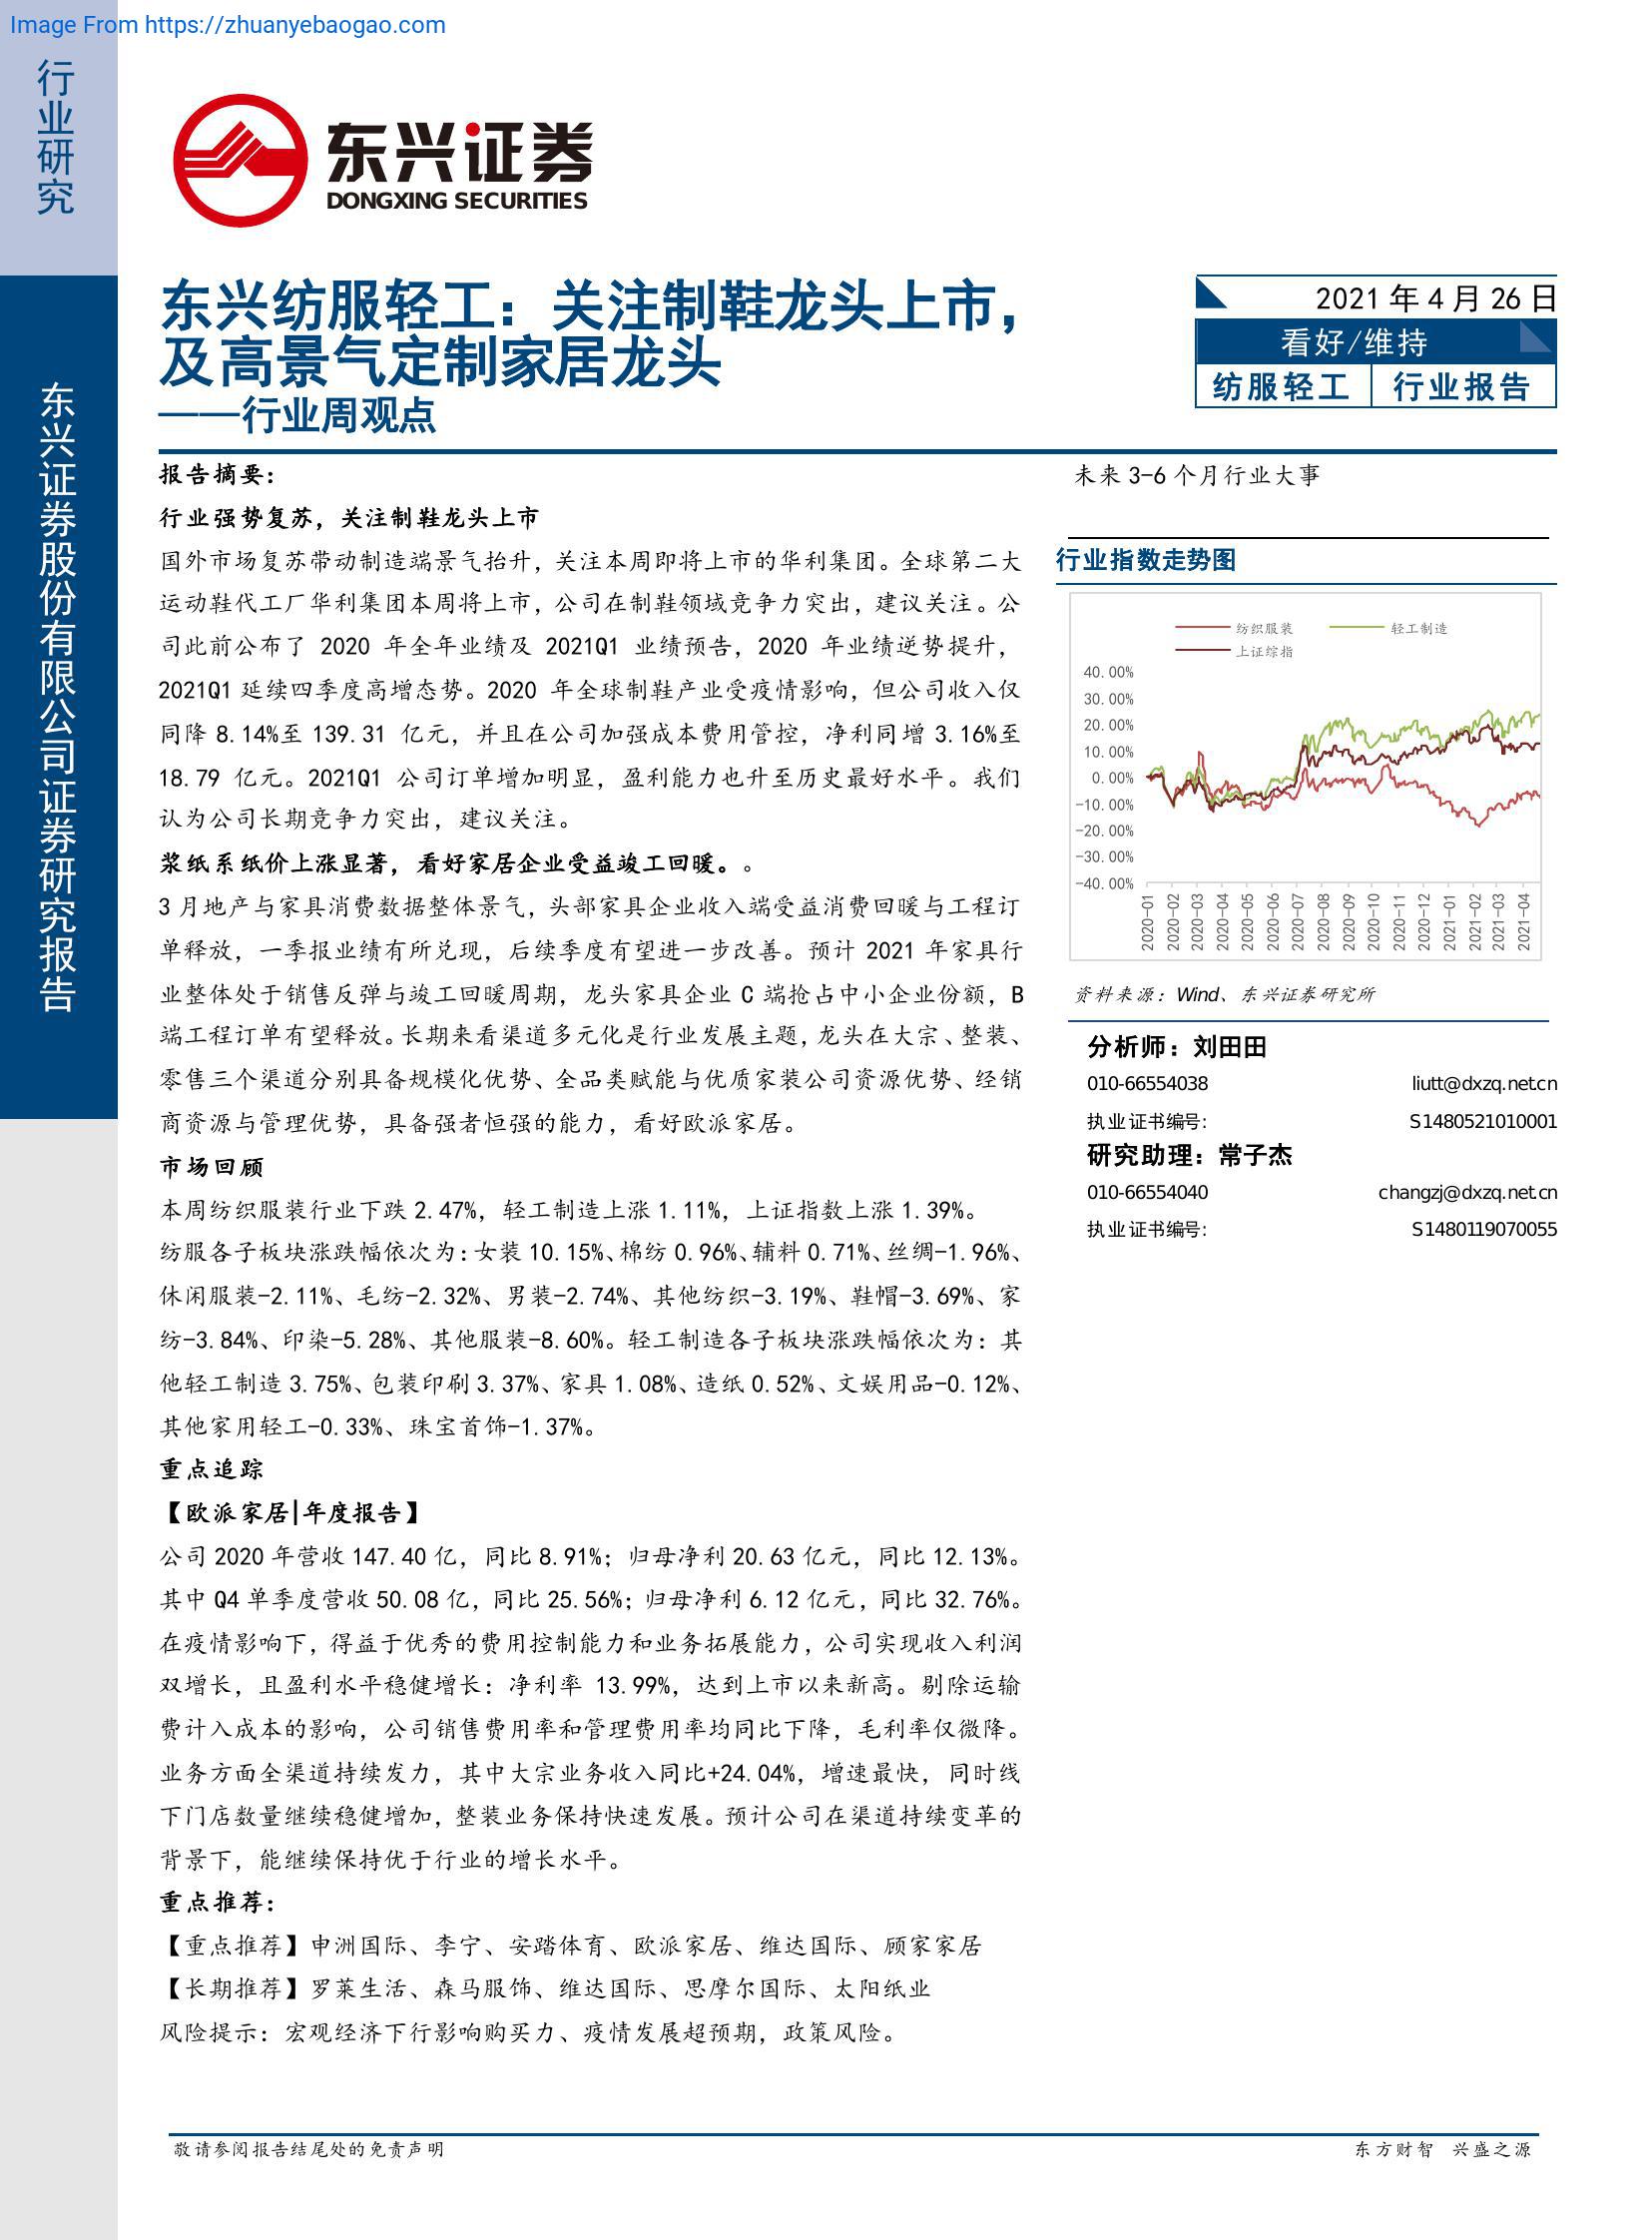 Image From https://zhuanyebaogao.com
行业研究
东兴证券股份有限公司证券研究报告
东兴证券
DONGXING SECURITIES
东兴纺服轻工：关注制鞋龙头上市，
及高景气定制家居龙头
——行业周观点
2021 年 4 月 26 日
看好/维持
纺服轻工 行业报告
报告摘要：
行业强势复苏，关注制鞋龙头上市
国外市场复苏带动制造端景气抬升，关注本周即将上市的华利集团。全球第二大
运动鞋代工厂华利集团本周将上市，公司在制鞋领域竞争力突出，建议关注。公
司此前公布了 2020 年全年业绩及 2021Q1 业绩预告，2020 年业绩逆势提升，
2021Q1 延续四季度高增态势。2020 年全球制鞋产业受疫情影响，但公司收入仅
同降 8.14%至 139.31 亿元，并且在公司加强成本费用管控，净利同增 3.16%至
18.79 亿元。2021Q1 公司订单增加明显，盈利能力也升至历史最好水平。我们
认为公司长期竞争力突出，建议关注。
浆纸系纸价上涨显著，看好家居企业受益竣工回暖。。
3 月地产与家具消费数据整体景气，头部家具企业收入端受益消费回暖与工程订
单释放，一季报业绩有所兑现，后续季度有望进一步改善。预计 2021 年家具行
业整体处于销售反弹与竣工回暖周期，龙头家具企业 C 端抢占中小企业份额，B
端工程订单有望释放。长期来看渠道多元化是行业发展主题，龙头在大宗、整装、
零售三个渠道分别具备规模化优势、全品类赋能与优质家装公司资源优势、经销
商资源与管理优势，具备强者恒强的能力，看好欧派家居。
市场回顾
本周纺织服装行业下跌 2.47%，轻工制造上涨 1.11%，上证指数上涨 1.39%。
纺服各子板块涨跌幅依次为：女装 10.15%、棉纺 0.96%、辅料 0.71%、丝绸-1.96%、
休闲服装-2.11%、毛纺-2.32%、男装-2.74%、其他纺织-3.19%、鞋帽-3.69%、家
纺-3.84%、印染-5.28%、其他服装-8.60%。轻工制造各子板块涨跌幅依次为：其
他轻工制造 3.75%、包装印刷 3.37%、家具 1.08%、造纸 0.52%、文娱用品-0.12%、
其他家用轻工-0.33%、珠宝首饰-1.37%。
重点追踪
【欧派家居|年度报告】
公司 2020 年营收 147.40 亿，同比 8.91%；归母净利 20.63 亿元，同比 12.13%。
其中 Q4 单季度营收 50.08 亿，同比 25.56%；归母净利 6.12 亿元，同比 32.76%。
在疫情影响下，得益于优秀的费用控制能力和业务拓展能力，公司实现收入利润
双增长，且盈利水平稳健增长：净利率 13.99%，达到上市以来新高。剔除运输
费计入成本的影响，公司销售费用率和管理费用率均同比下降，毛利率仅微降。
业务方面全渠道持续发力，其中大宗业务收入同比+24.04%，增速最快，同时线
下门店数量继续稳健增加，整装业务保持快速发展。预计公司在渠道持续变革的
背景下，能继续保持优于行业的增长水平。
重点推荐：
【重点推荐】申洲国际、李宁、安踏体育、欧派家居、维达国际、顾家家居
【长期推荐】罗莱生活、森马服饰、维达国际、思摩尔国际、太阳纸业
风险提示：宏观经济下行影响购买力、疫情发展超预期，政策风险。
未来 3-6 个月行业大事
行业指数走势图
纺织服装 轻工制造
上证综指
40.00%
30.00%
20.00%
10.00%
0.00%
-10.00%
-20.00%
-30.00%
-40.00%
2020-01
2020-02
2020-03
2020-04
2020-05
2020-06
2020-07
2020-08
2020-09
2020-10
2020-11
2020-12
2021-01
2021-02
2021-03
2021-04
资料来源：Wind、东兴证券研究所
分析师：刘田田
010-66554038 liutt@dxzq.net.cn
执业证书编号: S1480521010001
研究助理：常子杰
010-66554040 changzj@dxzq.net.cn
执业证书编号: S1480119070055
敬请参阅报告结尾处的免责声明
东方财智 兴盛之源